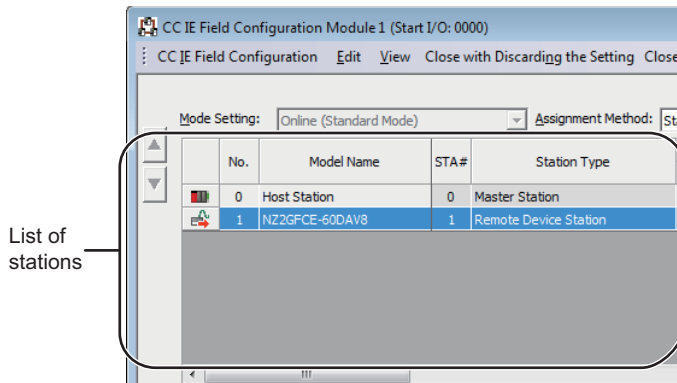 CC IE Field Configuration Module 1 (Start I/O: 0000)
CC IE Field Configuration Edit View Close with Discarding the Setting Close
Mode Setting: Online (Standard Mode) Assignment Method: St
No. Model Name STA# Station Type
0 Host Station 0 Master Station
1 NZ2GFCE-60DAV8 1 Remote Device Station
List of
stations